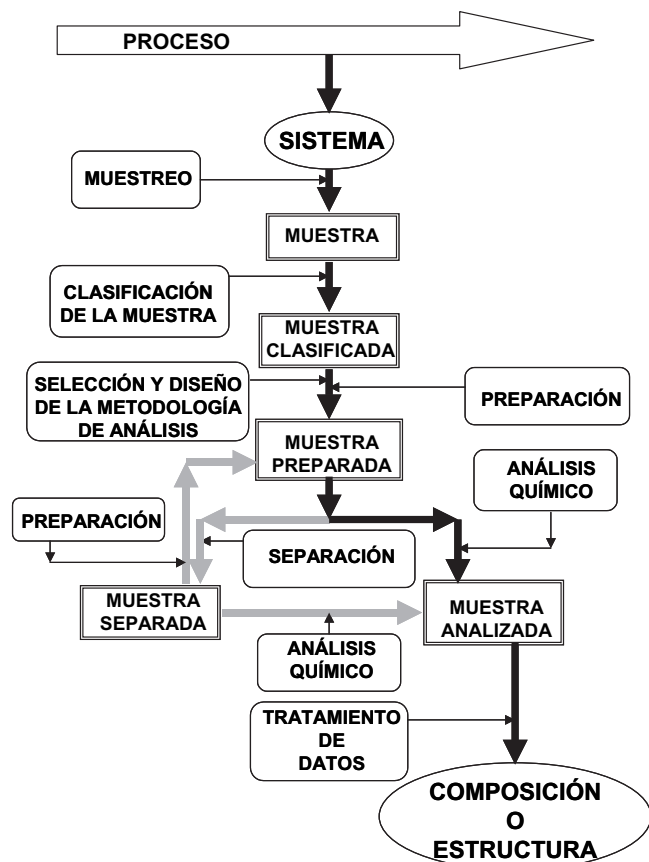 PROCESO
SISTEMA
MUESTREO
MUESTRA
CLASIFICACIÓN
DE LA MUESTRA
MUESTRA
CLASIFICADA
SELECCIÓN Y DISEÑO
DE LA METODOLOGÍA
DE ANÁLISIS
PREPARACIÓN
MUESTRA
PREPARADA
ANÁLISIS
QUÍMICO
PREPARACIÓN
SEPARACIÓN
MUESTRA
SEPARADA
MUESTRA
ANALIZADA
ANÁLISIS
QUÍMICO
TRATAMIENTO
DE
DATOS
COMPOSICIÓN
O
ESTRUCTURA